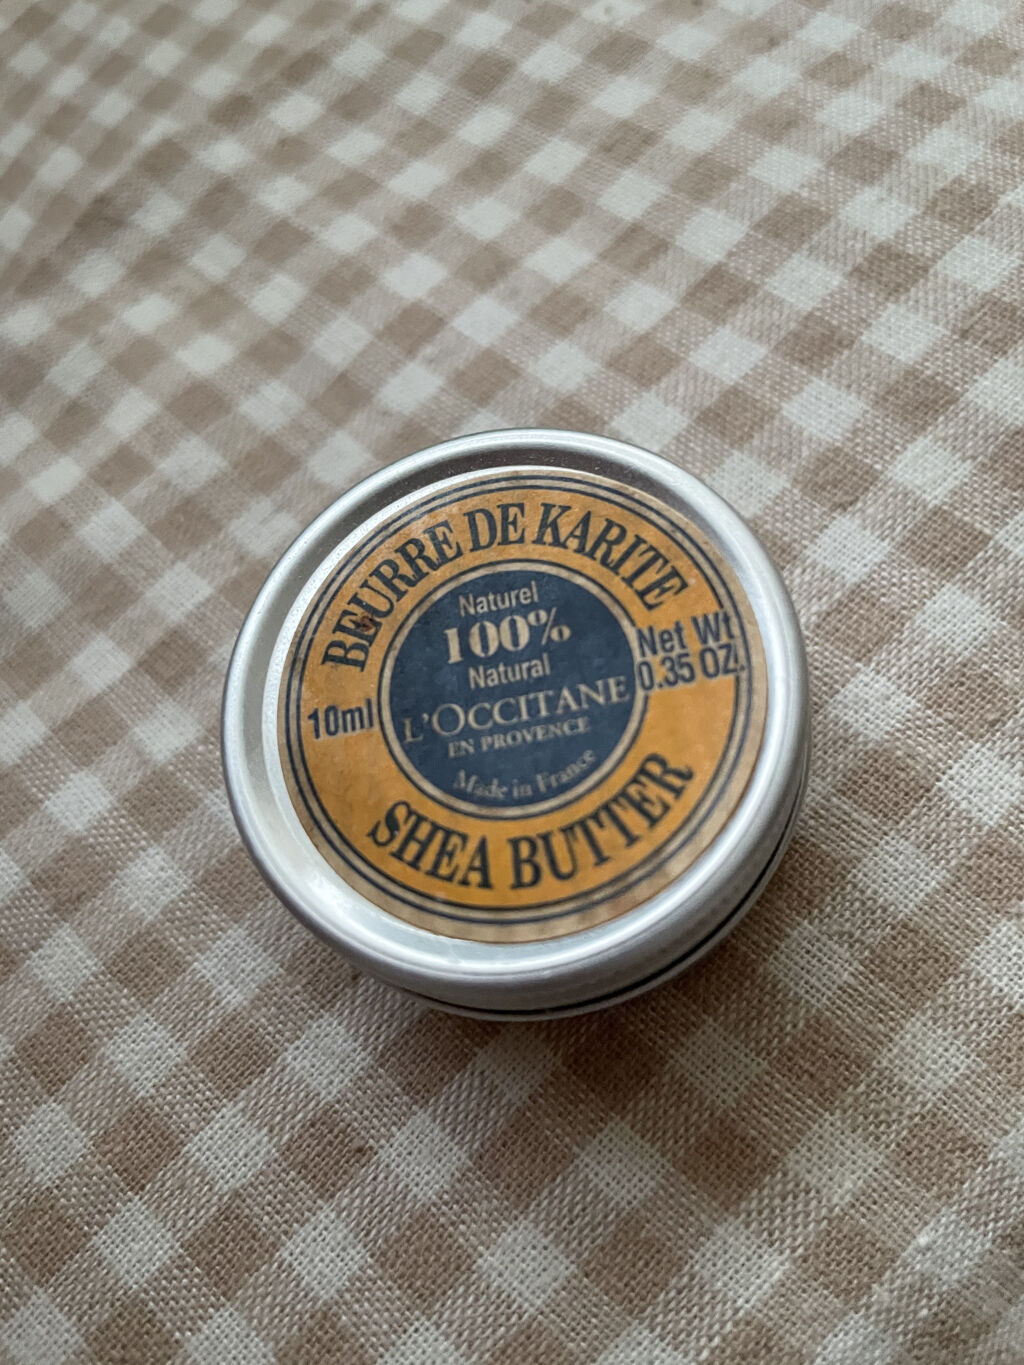 BEURRE DE KARITE
Naturel
100%
Natural
L'OCCITANE
EN PROVENCE
Made in France
10ml
Net Wt
0.35 OZ.
SHEA BUTTER